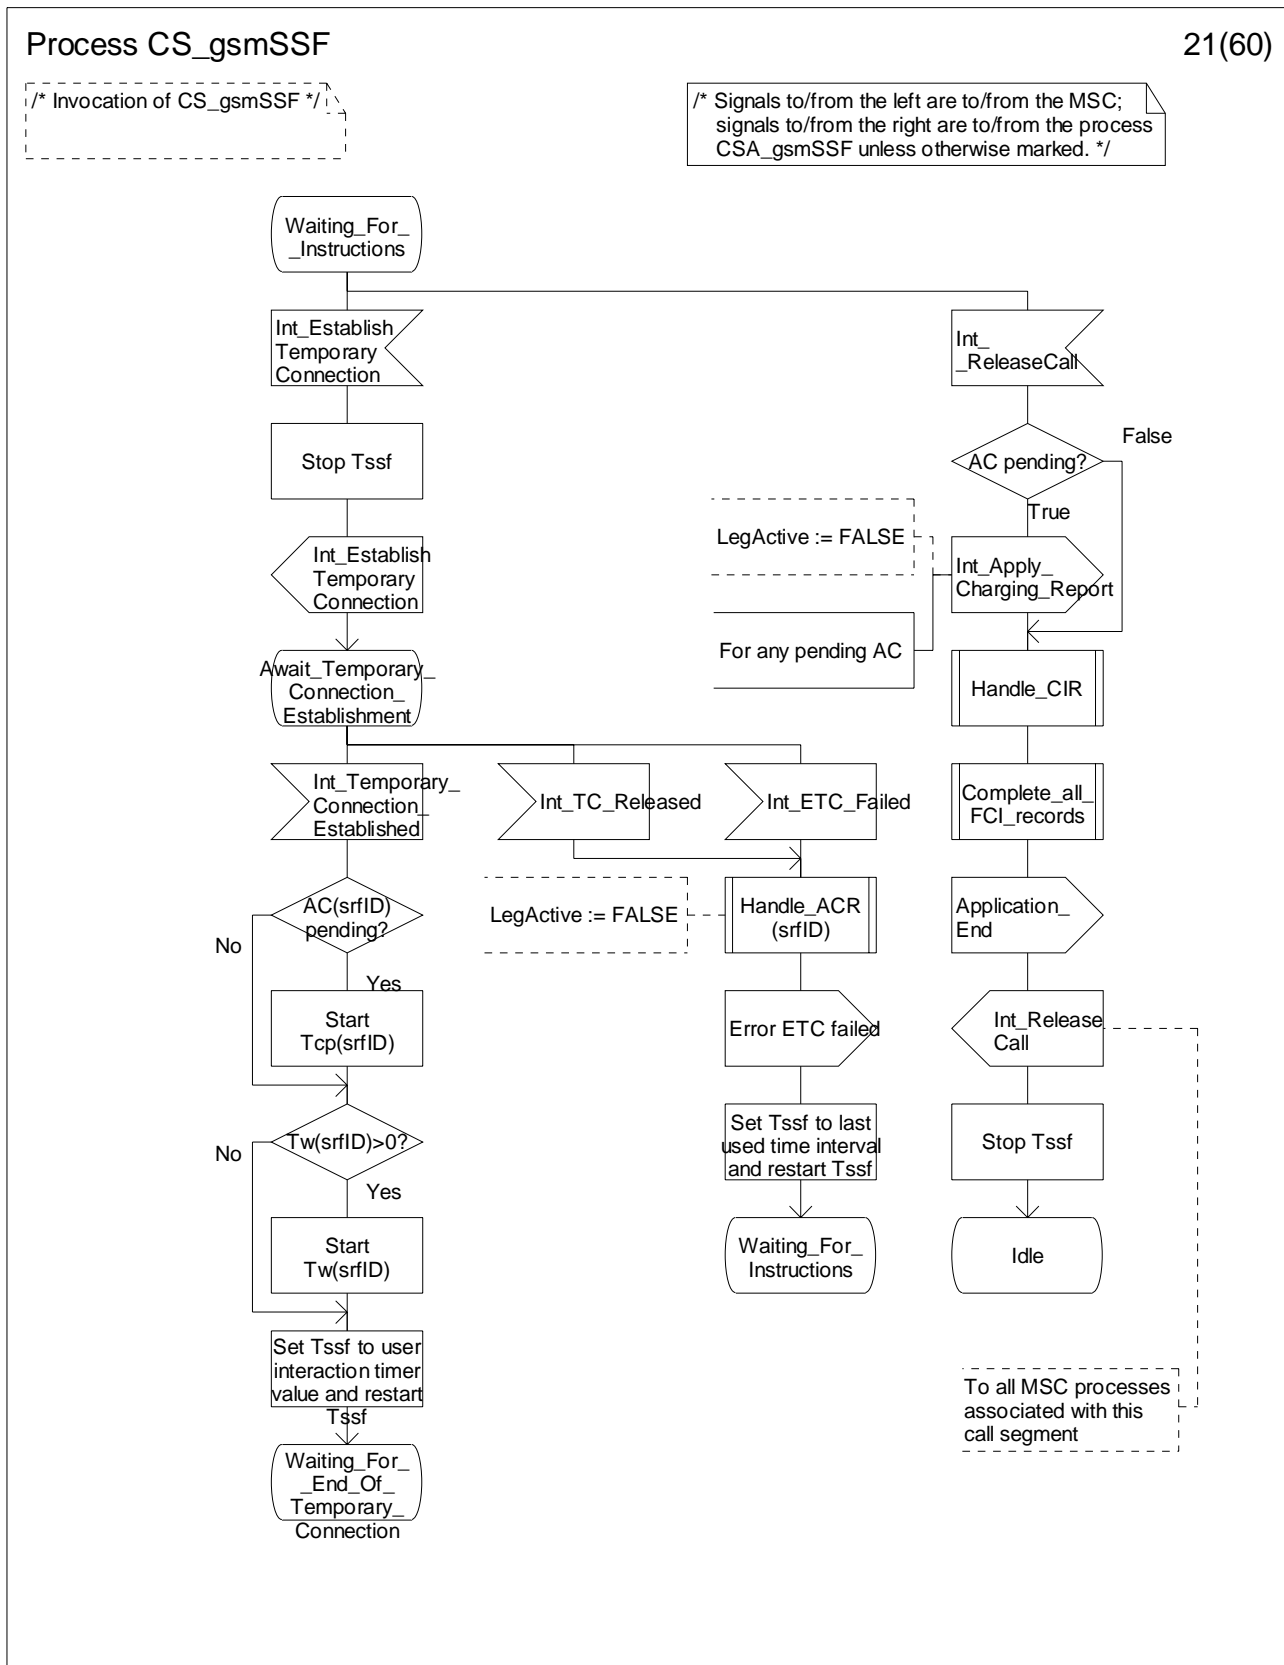 Process CS_gsmSSF
21(60)
/* Invocation of CS_gsmSSF */
/* Signals to/from the left are to/from the MSC;
signals to/from the right are to/from the process
CSA_gsmSSF unless otherwise marked. */
Waiting_For_
_Instructions
Int_Establish
Temporary
Connection
Int_
_ReleaseCall
Stop Tssf
AC pending?
False
True
LegActive := FALSE
Int_Establish
Temporary
Connection
Int_Apply_
Charging_Report
For any pending AC
Await_Temporary_
Connection_
Establishment
Handle_CIR
Int_Temporary_
Connection_
Established
Int_TC_Released
Int_ETC_Failed
Complete_all_
FCI_records
AC(srfID)
pending?
No
Yes
LegActive := FALSE
Handle_ACR
(srfID)
Application_
End
Start
Tcp(srfID)
Error ETC failed
Int_Release
Call
Tw(srfID)>0?
No
Yes
Set Tssf to last
used time interval
and restart Tssf
Stop Tssf
Start
Tw(srfID)
Waiting_For_
Instructions
Idle
Set Tssf to user
interaction timer
value and restart
Tssf
To all MSC processes
associated with this
call segment
Waiting_For_
_End_Of_
Temporary_
Connection